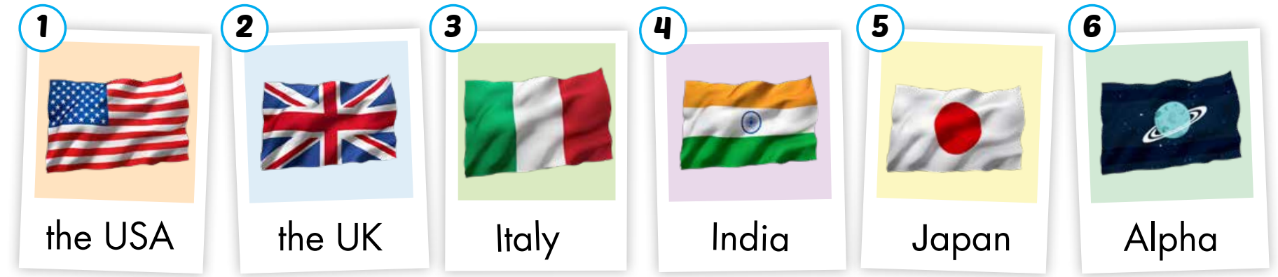 1 2 3 4 5 6
the USA the UK Italy India Japan Alpha